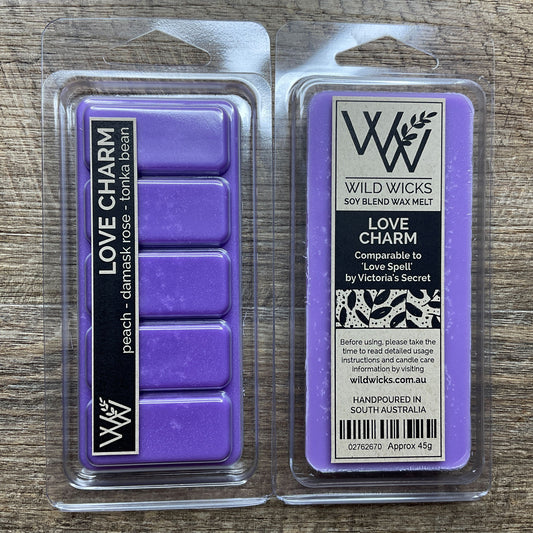 LOVE CHARM
peach - damask rose - tonka bean
WW
WW
WILD WICKS
SOY BLEND WAX MELT
LOVE
CHARM
Comparable to
'Love Spell'
by Victoria's Secret
Before using, please take the
time to read detailed usage
instructions and candle care
information by visiting
wildwicks.com.au
HANDPOURED IN
SOUTH AUSTRALIA
02762670 Approx 45g